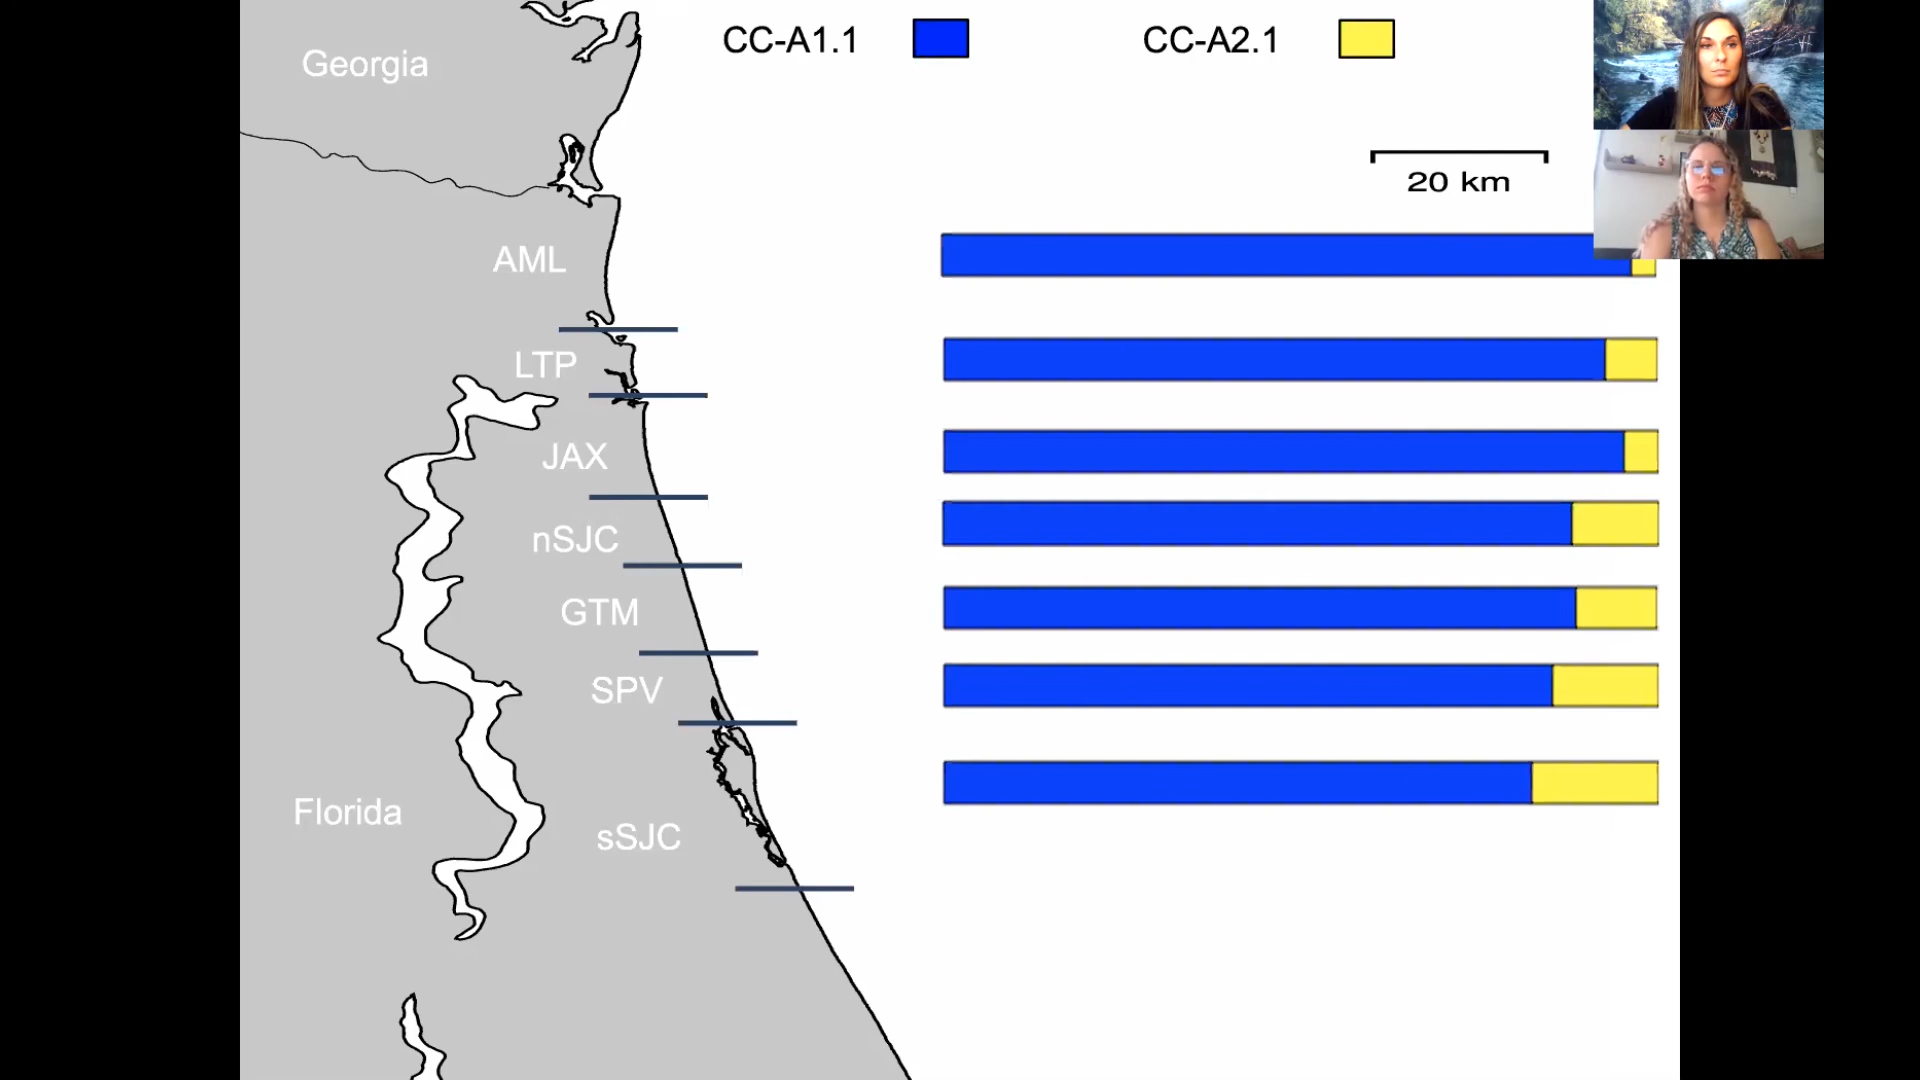 Georgia
CC-A1.1
CC-A2.1
20 km
AML
LTP
JAX
nSJC
GTM
SPV
Florida
sSJC